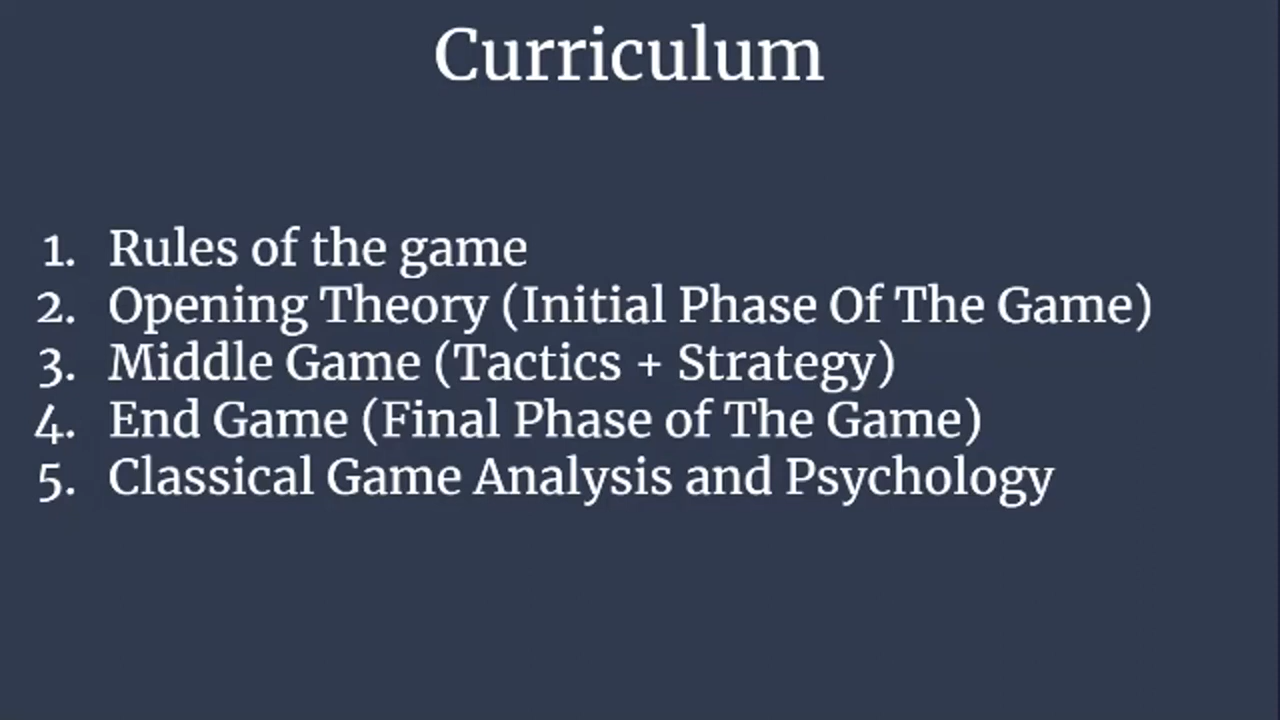 Curriculum
1. Rules of the game
2. Opening Theory (Initial Phase Of The Game)
3. Middle Game (Tactics + Strategy)
4. End Game (Final Phase of The Game)
5. Classical Game Analysis and Psychology